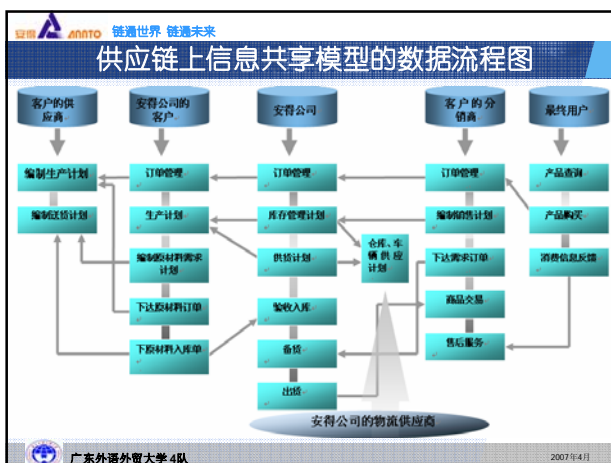 安得 ANNTO 链通世界 链通未来
供应链上信息共享模型的数据流程图
客户的供
应商
安得公司的
客户
安得公司
客户的分
销商
最终用户
编制生产计划
订单管理
订单管理
订单管理
产品查询
编制送货计划
生产计划
库存管理计划
编制销售计划
产品购买
编制原材料需求
计划
供货计划
仓库、车
辆供应
计划
下达需求订单
消费信息反馈
下达原材料订单
验收入库
商品交易
下原材料入库单
备货
售后服务
出货
安得公司的物流供应商
广东外语外贸大学4队
2007年4月